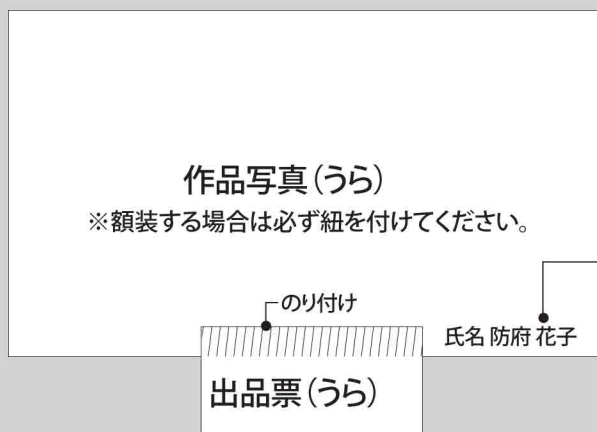 作品写真（うら）
※額装する場合は必ず紐を付けてください。
のり付け
氏名 防府 花子
出品票（うら）